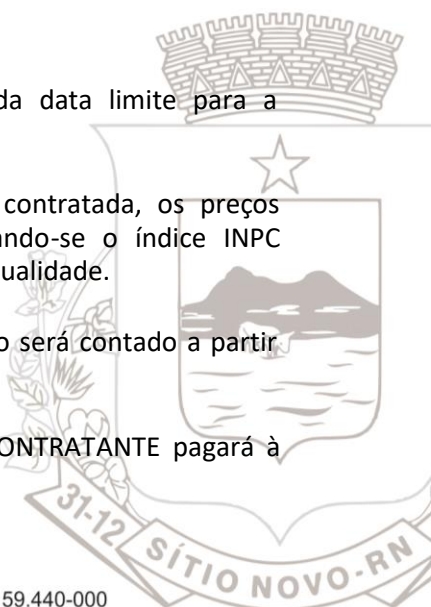 da data limite para a
contratada, os preços
ando-se o índice INPC
ualidade.
o será contado a partir
ONTRATANTE pagará à
31-12 SÍTIO NOVO-RN
59.440-000